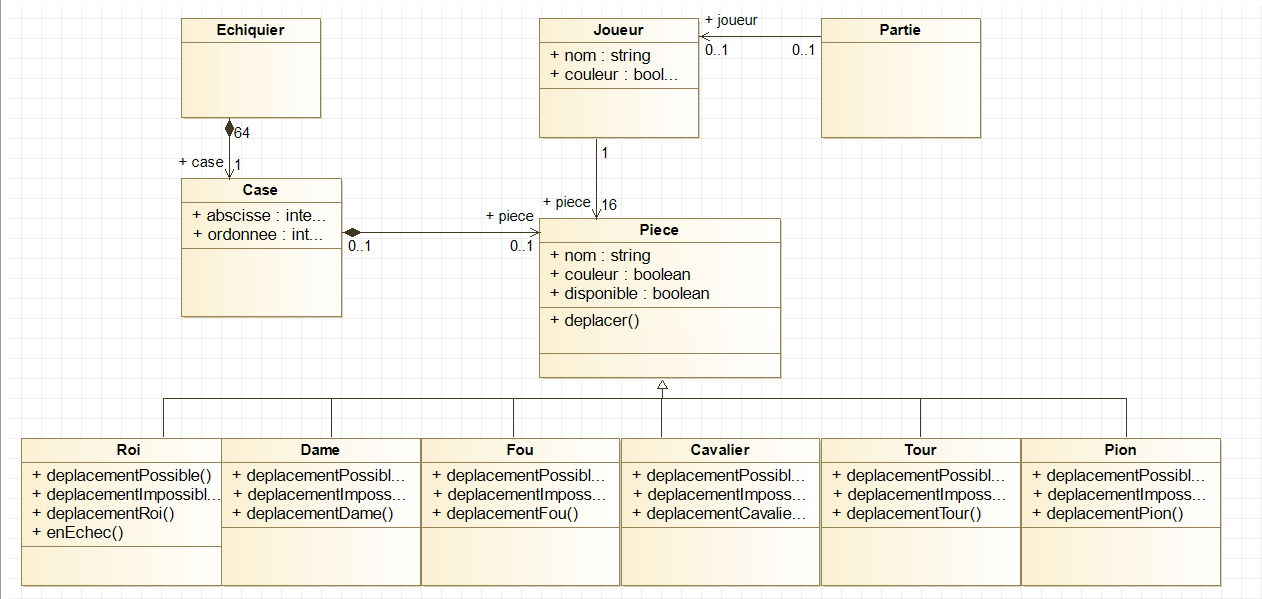 Echiquier
Joueur
+ nom : string
+ couleur : bool...
+ joueur
0..1
0..1
Partie
64
+ case
1
Case
+ abscisse : inte...
+ ordonnee : int...
0..1
+ piece
0..1
1
+ piece
16
Piece
+ nom : string
+ couleur : boolean
+ disponible : boolean
+ deplacer()
Roi
+ deplacementPossible()
+ deplacementImpossibl...
+ deplacementRoi()
+ enEchec()
Dame
+ deplacementPossibl...
+ deplacementImposs...
+ deplacementDame()
Fou
+ deplacementPossibl...
+ deplacementImposs...
+ deplacementFou()
Cavalier
+ deplacementPossibl...
+ deplacementImposs...
+ deplacementCavalie...
Tour
+ deplacementPossibl...
+ deplacementImposs...
+ deplacementTour()
Pion
+ deplacementPossibl...
+ deplacementImposs...
+ deplacementPion()